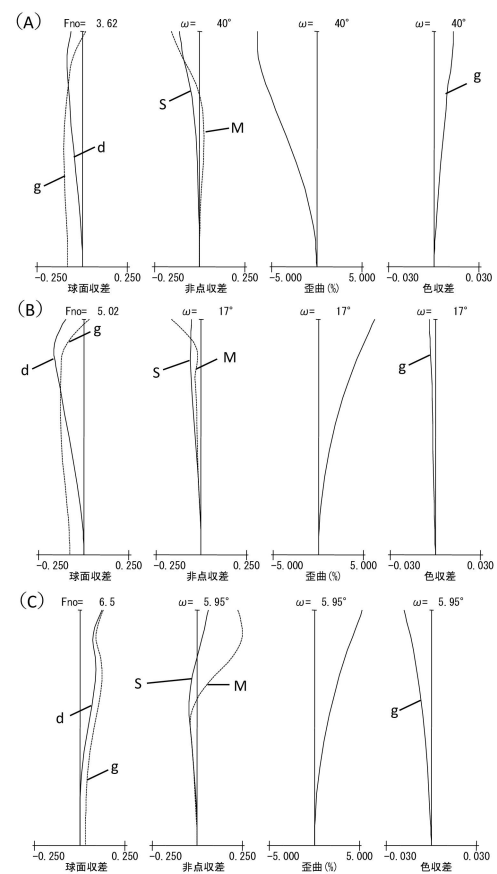 (A)
Fno= 3.62 ω= 40° 40° 40°
S M g
d g
-0.250 0.250 -0.250 0.250 -5.000 5.000 -0.030 0.030
球面収差 非点収差 歪曲(%) 色収差
(B)
Fno= 5.02 ω= 17° 17° 17°
g
d S M g
-0.250 0.250 -0.250 0.250 -5.000 5.000 -0.030 0.030
球面収差 非点収差 歪曲(%) 色収差
(C)
Fno= 6.5 ω= 5.95° 5.95° 5.95°
S M
d g
g
-0.250 0.250 -0.250 0.250 -5.000 5.000 -0.030 0.030
球面収差 非点収差 歪曲(%) 色収差